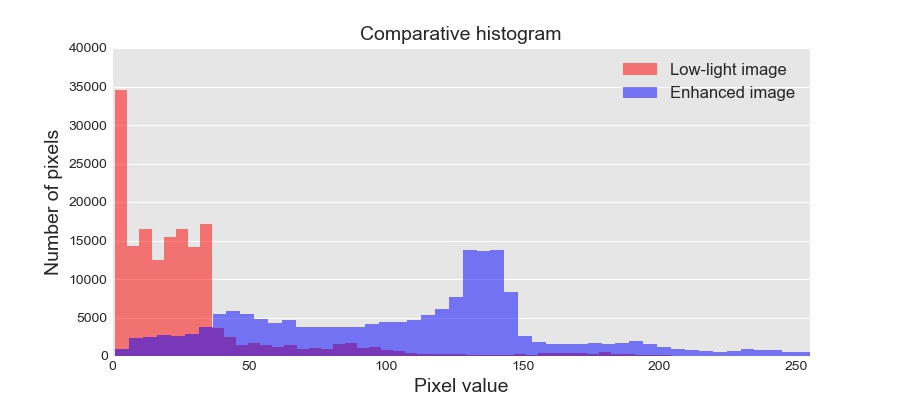 Comparative histogram
Low-light image
Enhanced image
Number of pixels
40000
35000
30000
25000
20000
15000
10000
5000
0
0 50 100 150 200 250
Pixel value